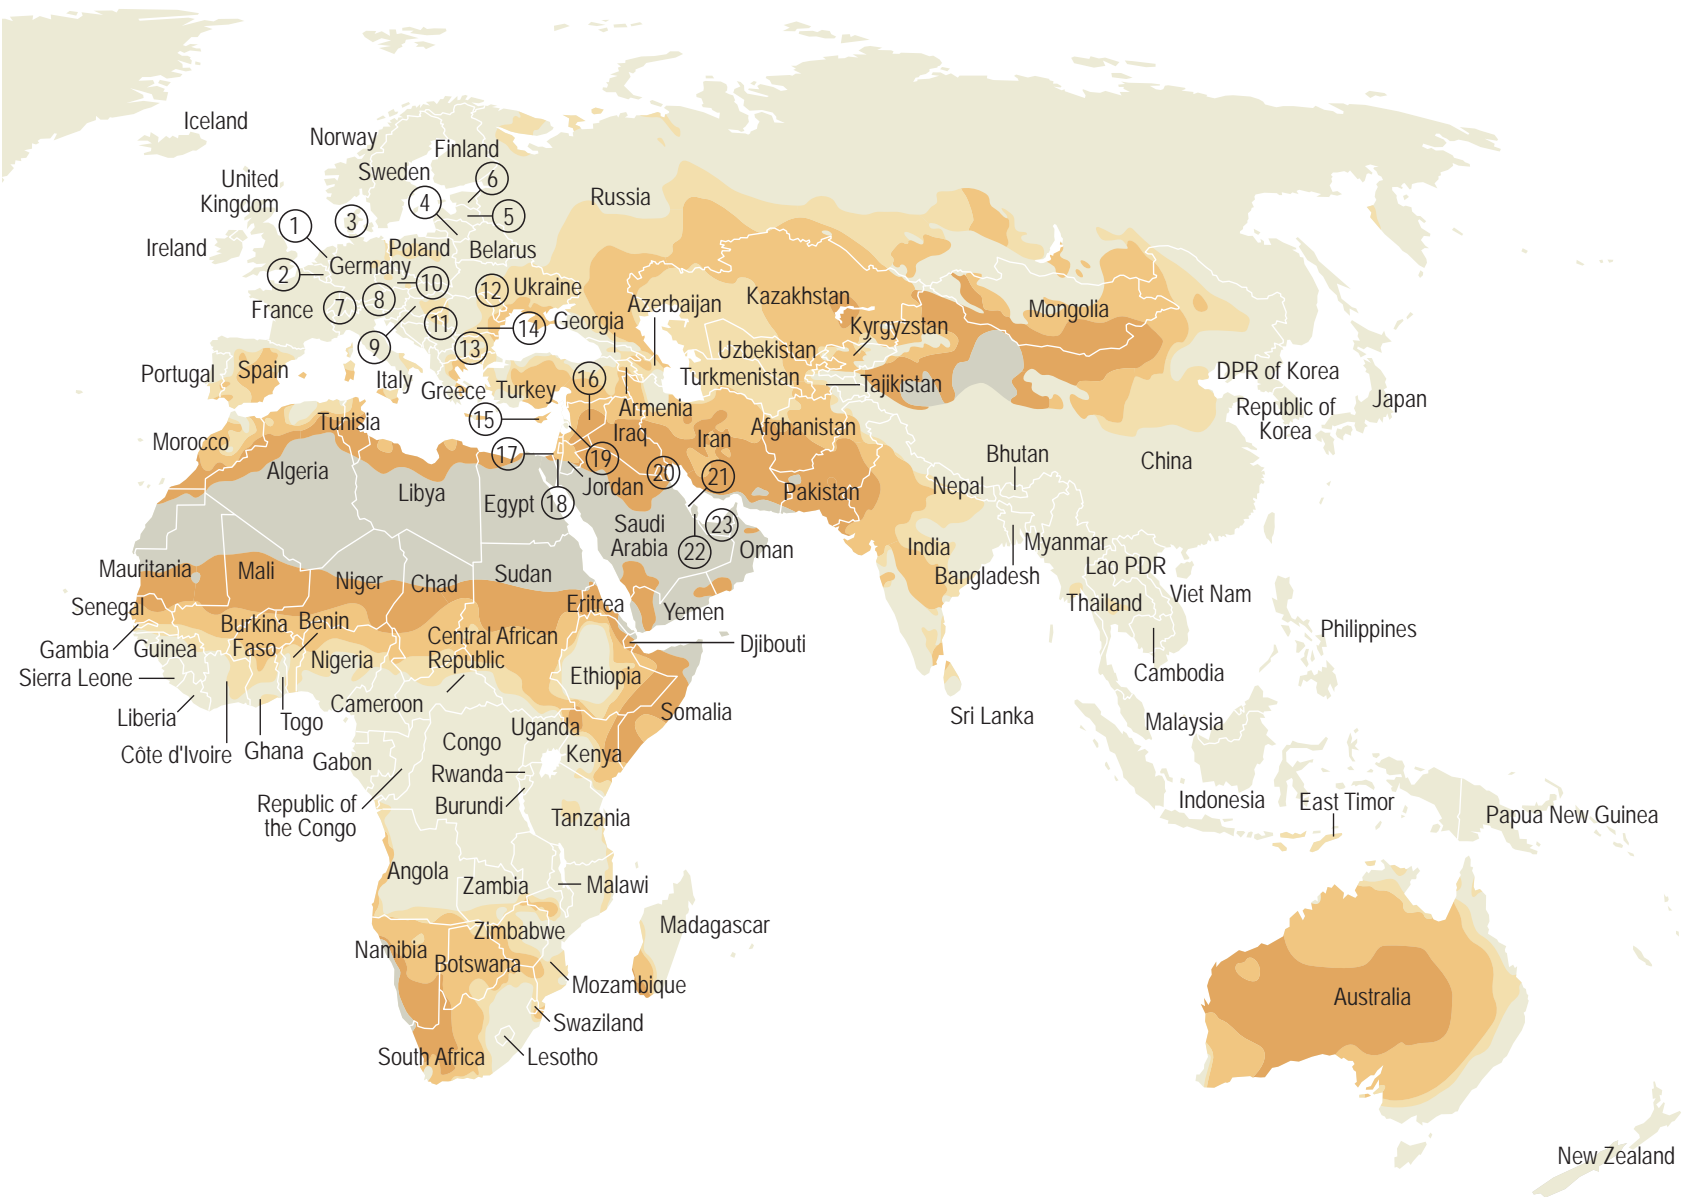 Iceland
Norway
Finland
Sweden
6
United
Kingdom
4
5
3
1
Russia
Ireland
Poland
Belarus
2
Germany
10
8
7
12
Ukraine
France
11
14
Georgia
Azerbaijan
Kazakhstan
Mongolia
Kyrgyzstan
9
13
Uzbekistan
Portugal
Spain
Italy
Greece
Turkey
16
Turkmenistan
Tajikistan
DPR of Korea
Republic of
Korea
Japan
Armenia
15
Tunisia
Morocco
Iraq
Iran
Afghanistan
17
19
20
21
Bhutan
China
Algeria
Libya
Egypt
18
Jordan
Pakistan
Nepal
Saudi
Arabia
23
22
Oman
India
Myanmar
Bangladesh
Lao PDR
Mauritania
Mali
Niger
Chad
Sudan
Eritrea
Yemen
Thailand
Viet Nam
Senegal
Burkina
Faso
Benin
Central African
Republic
Djibouti
Philippines
Gambia
Guinea
Nigeria
Ethiopia
Cambodia
Sierra Leone
Liberia
Togo
Cameroon
Somalia
Sri Lanka
Malaysia
Côte d'Ivoire
Ghana
Gabon
Congo
Uganda
Kenya
Rwanda
Burundi
Republic of
the Congo
Tanzania
Indonesia
East Timor
Papua New Guinea
Angola
Zambia
Malawi
Zimbabwe
Madagascar
Namibia
Botswana
Mozambique
Australia
Swaziland
South Africa
Lesotho
New Zealand